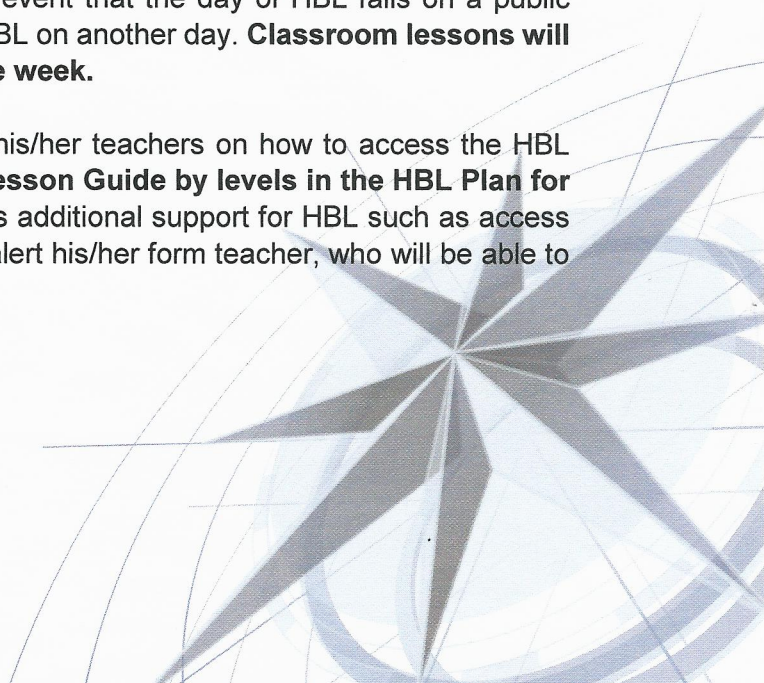 event that the day of HBL falls on a public
BL on another day. Classroom lessons will
e week.
his/her teachers on how to access the HBL
esson Guide by levels in the HBL Plan for
s additional support for HBL such as access
alert his/her form teacher, who will be able to